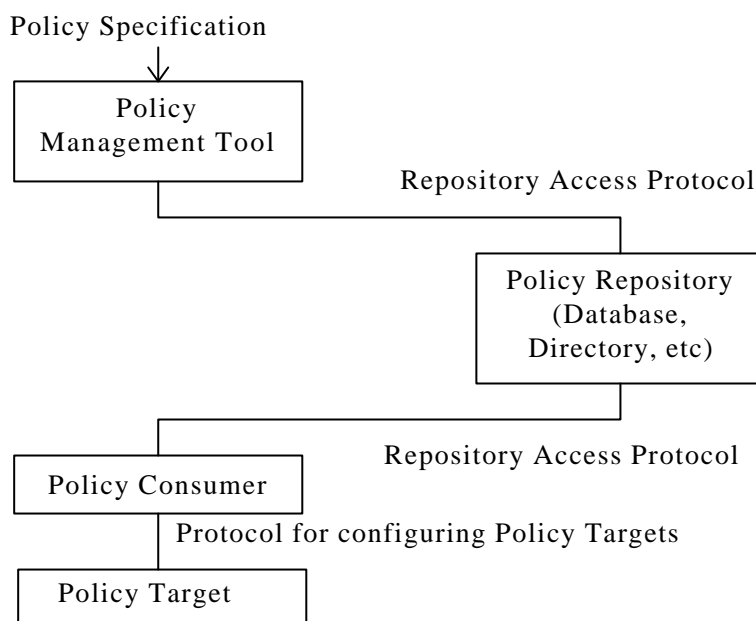 Policy Specification
Policy
Management Tool
Repository Access Protocol
Policy Repository
(Database,
Directory, etc)
Repository Access Protocol
Policy Consumer
Protocol for configuring Policy Targets
Policy Target